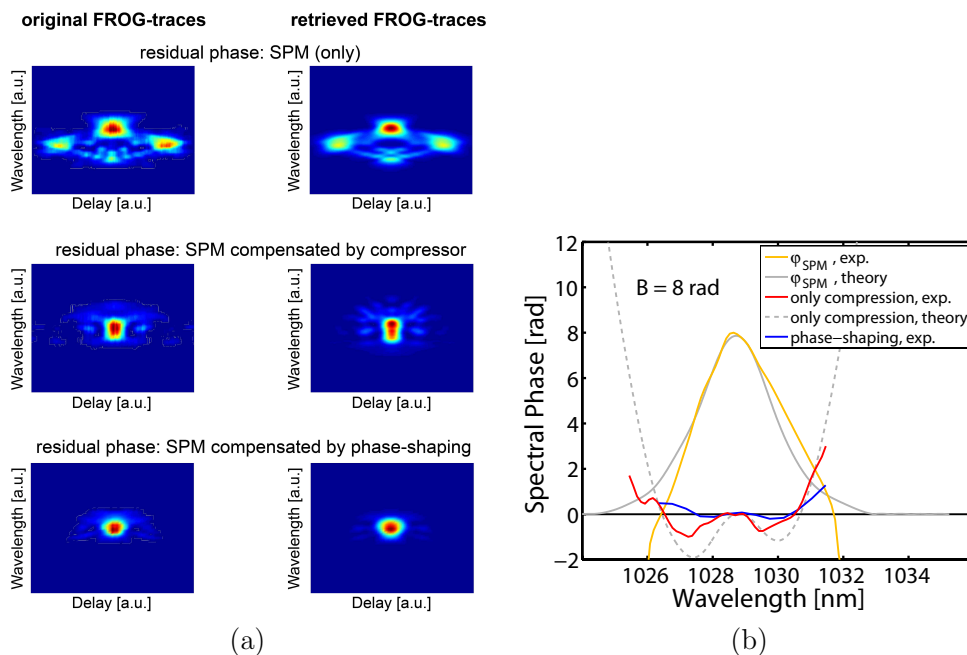 original FROG-traces
retrieved FROG-traces
residual phase: SPM (only)
Wavelength [a.u.]
Delay [a.u.]
Wavelength [a.u.]
Delay [a.u.]
residual phase: SPM compensated by compressor
Wavelength [a.u.]
Delay [a.u.]
Wavelength [a.u.]
Delay [a.u.]
residual phase: SPM compensated by phase-shaping
Wavelength [a.u.]
Delay [a.u.]
Wavelength [a.u.]
Delay [a.u.]
(a)
Spectral Phase [rad]
12
10
8
6
4
2
0
−2
B = 8 rad
φSPM , exp.
φSPM , theory
only compression, exp.
only compression, theory
phase−shaping, exp.
1026 1028 1030 1032 1034
Wavelength [nm]
(b)